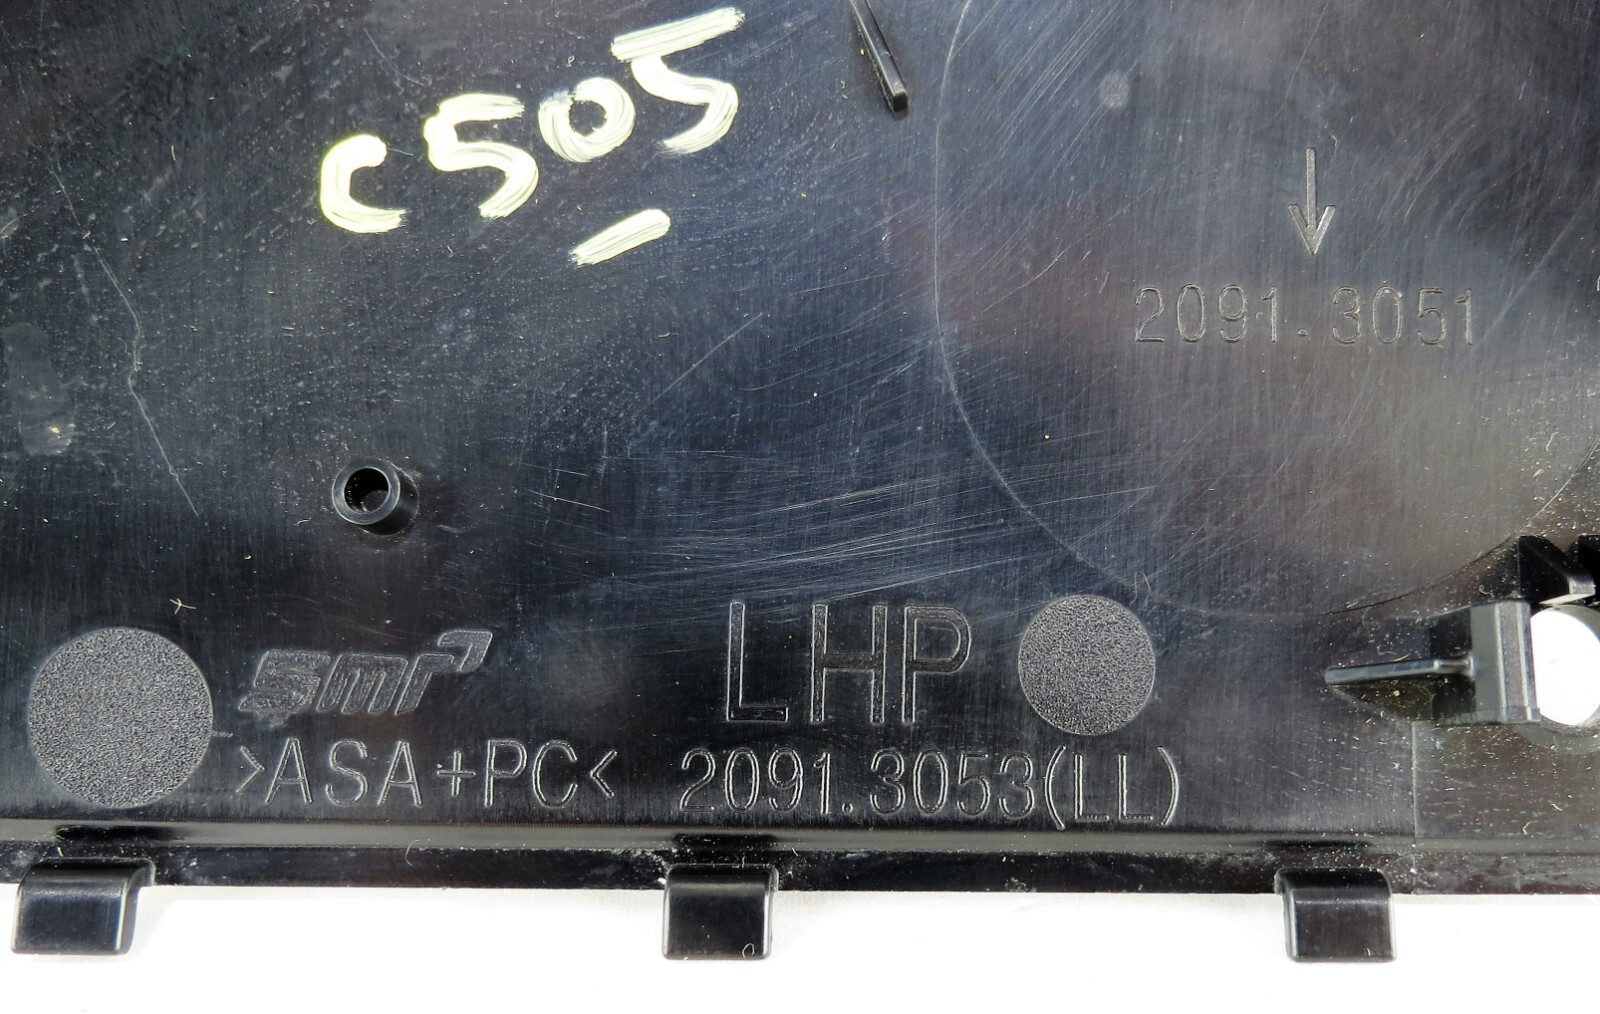 C505
2091.3051
smr
LHP
>ASA+PC<
2091.3053(LL)